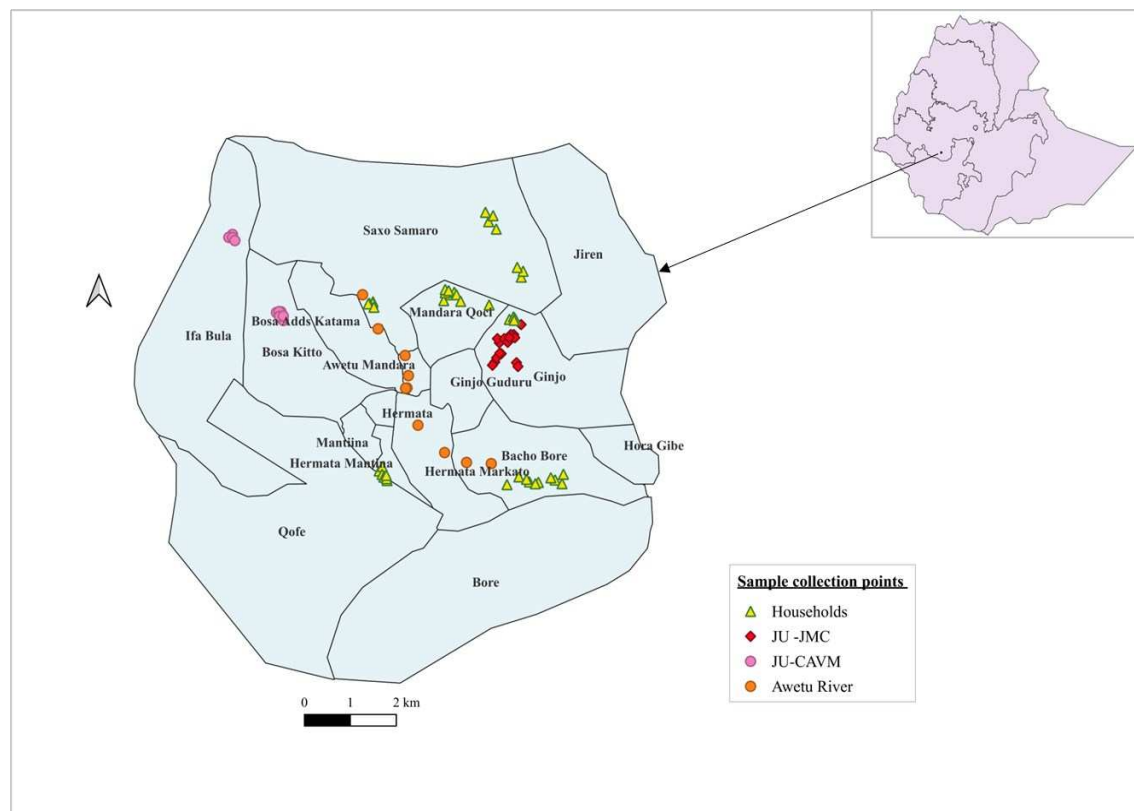 Saxo Samaro
Jiren
Mandara Qoci
Bosa Adds Katama
Ifa Bula
Bosa Kitto
Awetu Mandara
Ginjo Guduru
Ginjo
Hermata
Mantiina
Hora Gibe
Bacho Bore
Hermata Mantina
Hermata Markato
Qofe
Bore
Sample collection points
Households
JU -JMC
JU-CAVM
Awetu River
0 1 2 km